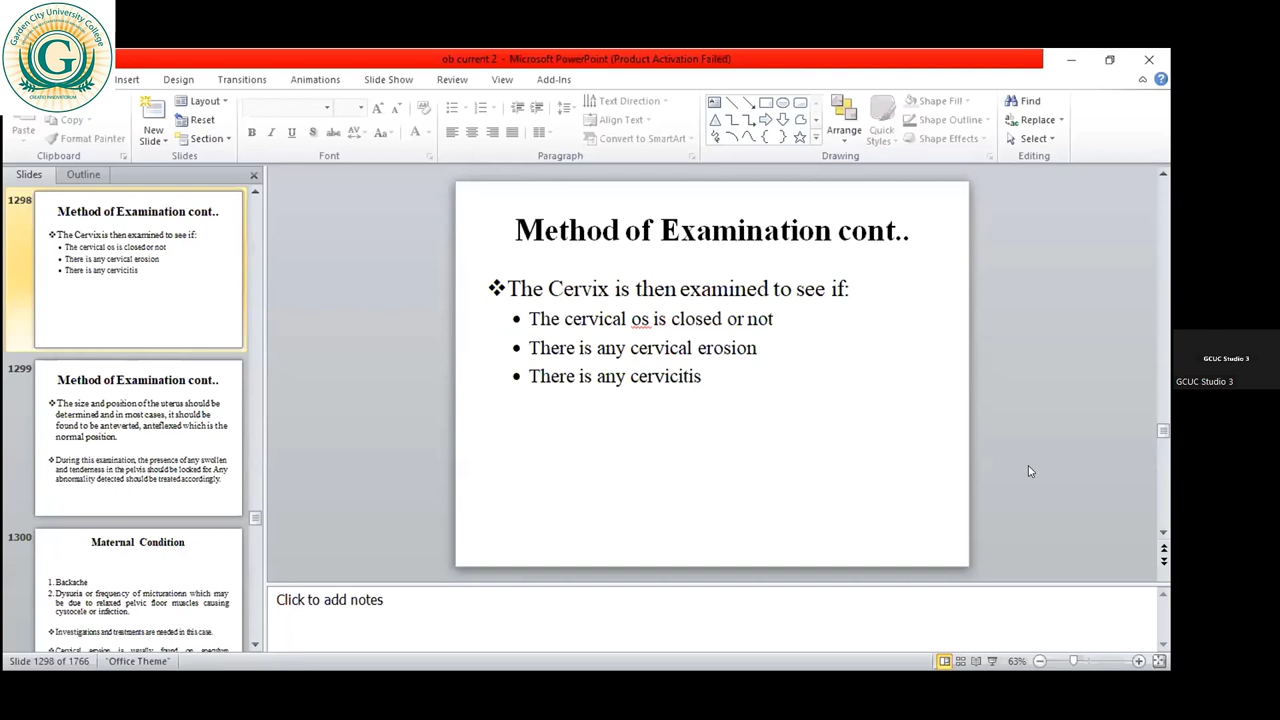 Garden City University College
G
ob current 2 - Microsoft PowerPoint (Product Activation Failed)
Insert Design Transitions Animations Slide Show Review View Add-Ins
Paste
Copy
Format Painter
Clipboard
New
Slide
Layout
Reset
Section
Slides
Font
Text Direction
Align Text
Convert to SmartArt
Paragraph
Arrange
Quick
Styles
Shape Fill
Shape Outline
Shape Effects
Drawing
Find
Replace
Select
Editing
Slides Outline
1298
Method of Examination cont..
The Cervix is then examined to see if:
The cervical os is closed or not
There is any cervical erosion
There is any cervicitis
1299
Method of Examination cont..
The size and position of the uterus should be
determined and in most cases, it should be
found to be anteverted, anteflexed which is the
normal position.
During this examination, the presence of any swollen
and tenderness in the pelvis should be looked for Any
abnormality detected should be treated accordingly.
1300
Maternal Condition
1. Backache
2. Dysuria or frequency of micturationn which may
be due to relaxed pelvic floor muscles causing
cystocele or infection.
Investigations and treatments are needed in this case.
Method of Examination cont..
❖The Cervix is then examined to see if:
• The cervical os is closed or not
• There is any cervical erosion
• There is any cervicitis
Click to add notes
GCUC Studio 3
GCUC Studio 3
Slide 1298 of 1766 "Office Theme" 63%